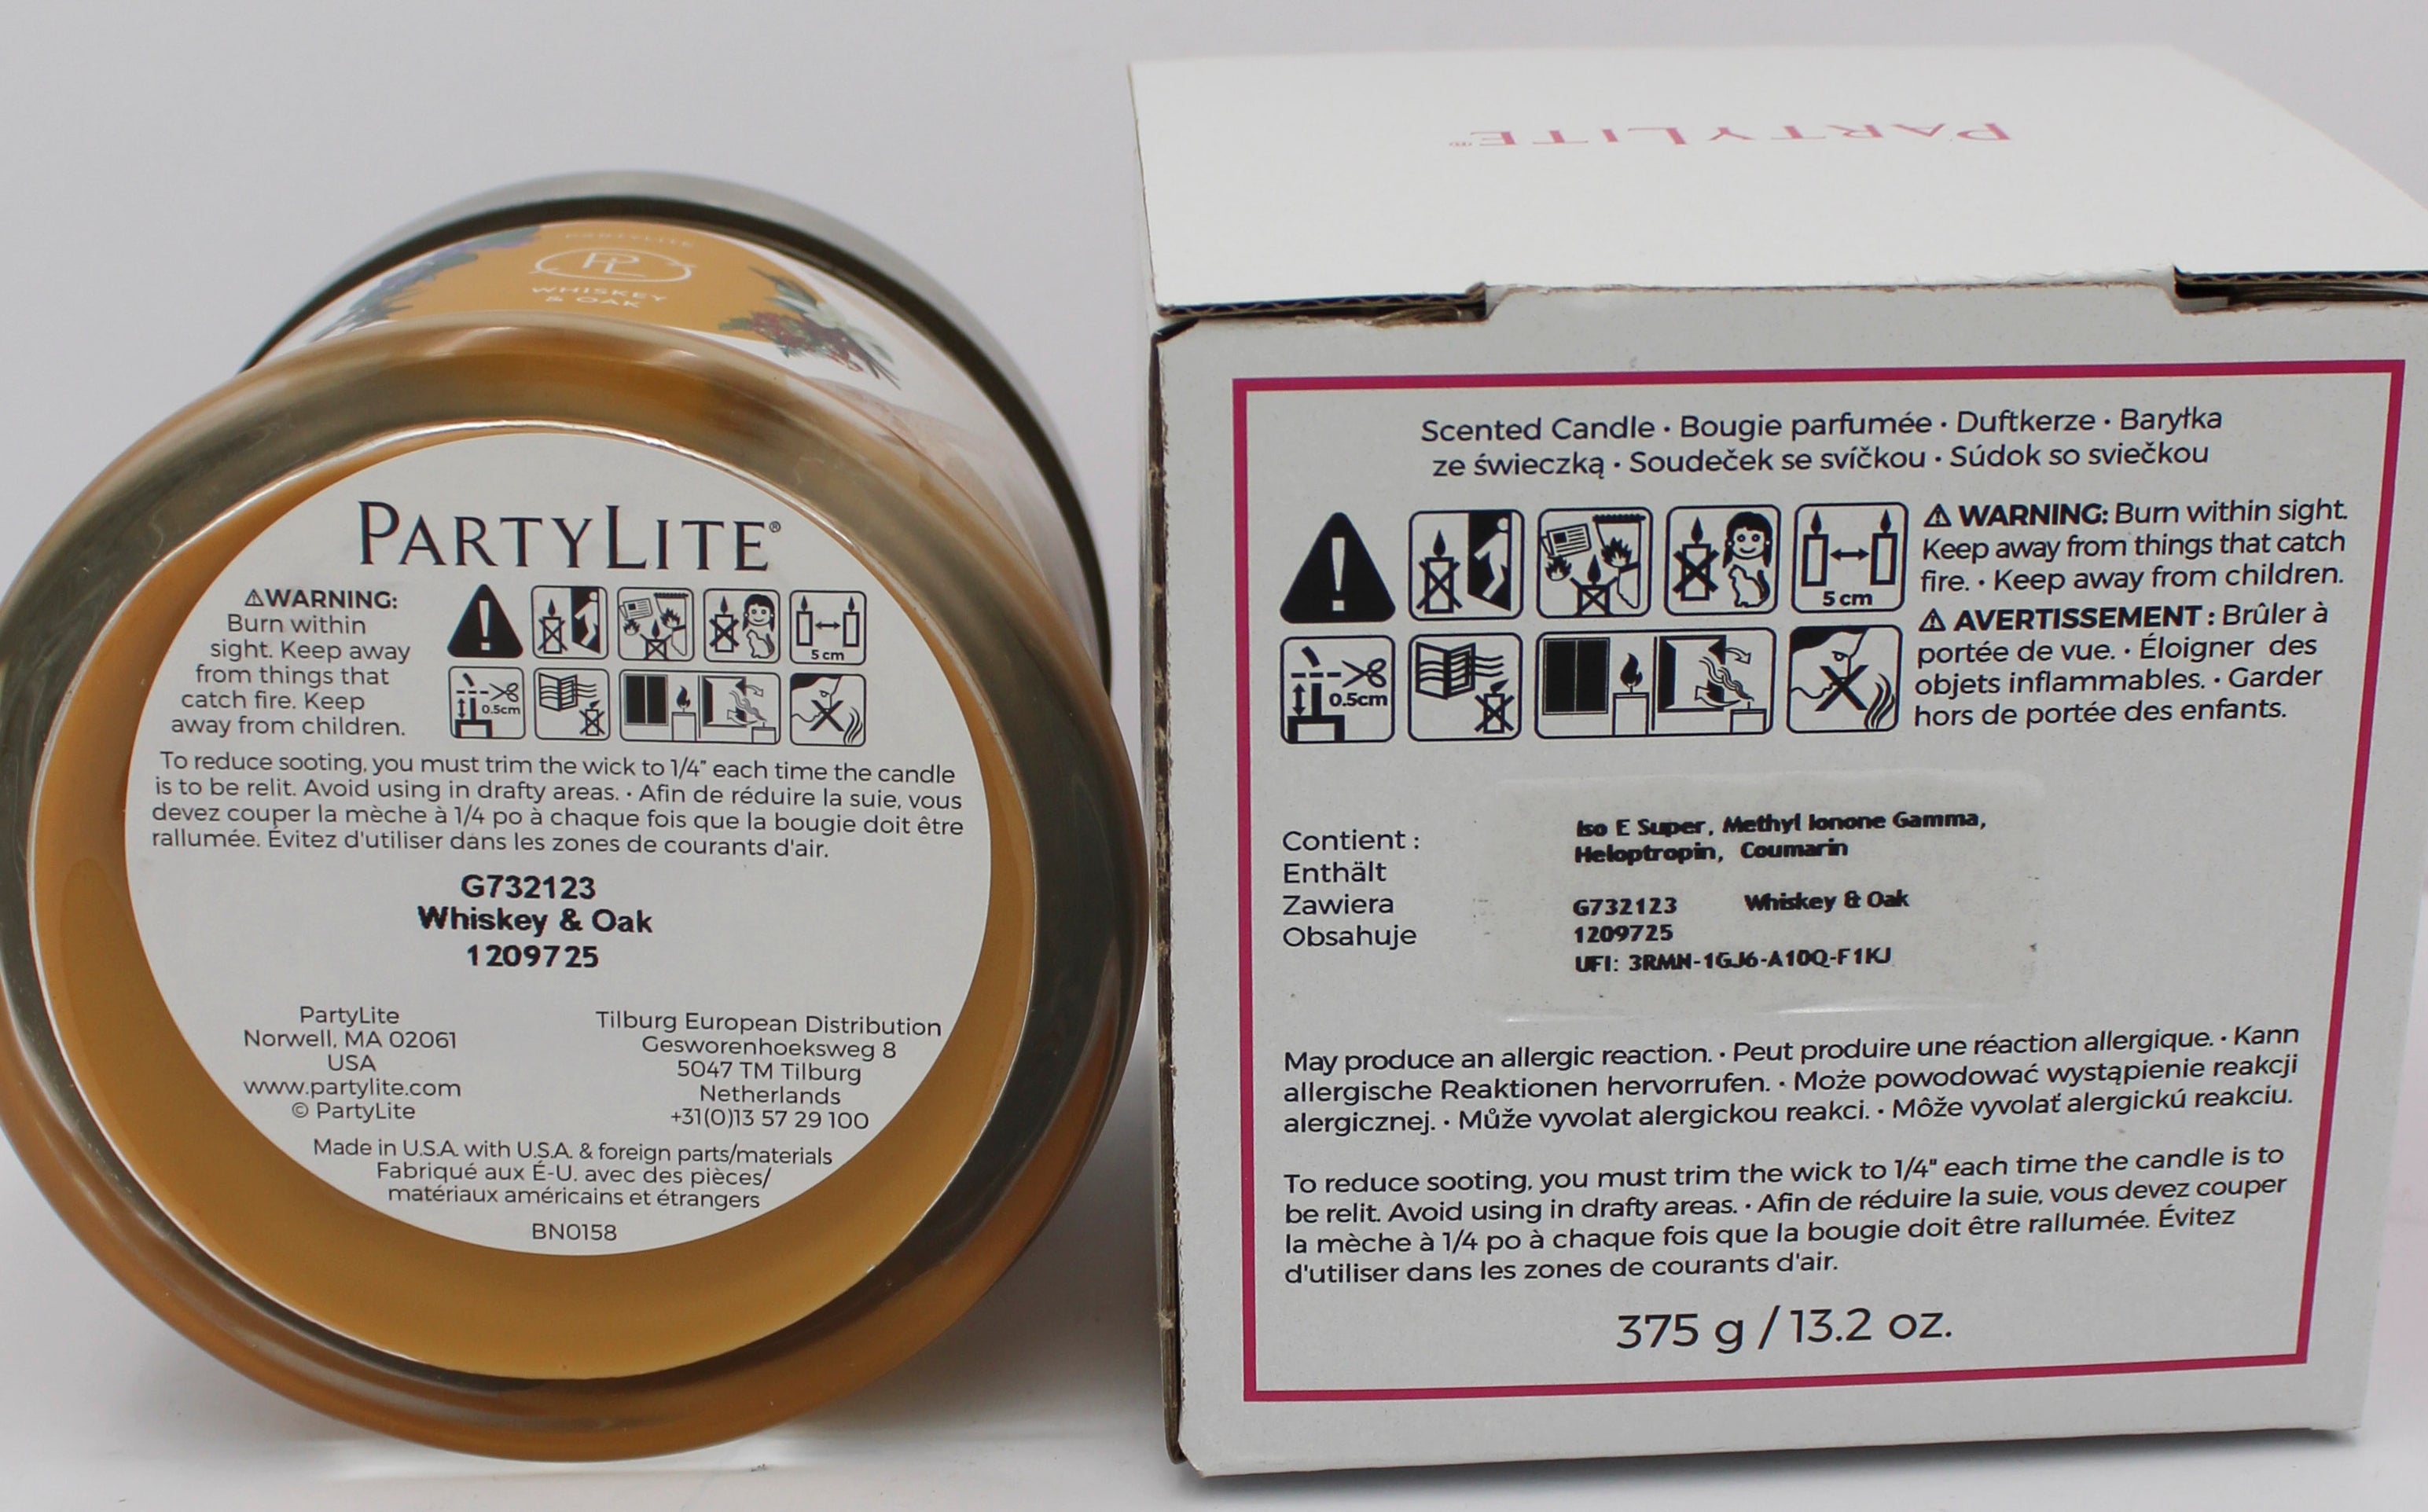 PARTYLITE
PL
WHISKEY
& OAK
PARTYLITE®
⚠WARNING:
Burn within
sight. Keep away
from things that
catch fire. Keep
away from children.
5 cm
0.5cm
To reduce sooting, you must trim the wick to 1/4" each time the candle
is to be relit. Avoid using in drafty areas. • Afin de réduire la suie, vous
devez couper la mèche à 1/4 po à chaque fois que la bougie doit être
rallumée. Évitez d'utiliser dans les zones de courants d'air.
G732123
Whiskey & Oak
1209725
PartyLite
Norwell, MA 02061
USA
www.partylite.com
© PartyLite
Tilburg European Distribution
Gesworenhoeksweg 8
5047 TM Tilburg
Netherlands
+31(0)13 57 29 100
Made in U.S.A. with U.S.A. & foreign parts/materials
Fabriqué aux É-U. avec des pièces/
matériaux américains et étrangers
BN0158
PARTYLITE®
Scented Candle • Bougie parfumée • Duftkerze • Baryłka
ze świeczką • Soudeček se svíčkou • Súdok so sviečkou
5 cm
0.5cm
⚠ WARNING: Burn within sight.
Keep away from things that catch
fire. • Keep away from children.
⚠ AVERTISSEMENT : Brûler à
portée de vue. • Éloigner des
objets inflammables. • Garder
hors de portée des enfants.
Contient :
Enthält
Zawiera
Obsahuje
Iso E Super, Methyl Ionone Gamma,
Heloptropin, Coumarin
G732123 Whiskey & Oak
1209725
UFI: 3RMN-1GJ6-A10Q-F1KJ
May produce an allergic reaction. • Peut produire une réaction allergique. • Kann
allergische Reaktionen hervorrufen. • Może powodować wystąpienie reakcji
alergicznej. • Může vyvolat alergickou reakci. • Môže vyvolať alergickú reakciu.
To reduce sooting, you must trim the wick to 1/4" each time the candle is to
be relit. Avoid using in drafty areas. • Afin de réduire la suie, vous devez couper
la mèche à 1/4 po à chaque fois que la bougie doit être rallumée. Évitez
d'utiliser dans les zones de courants d'air.
375 g / 13.2 oz.